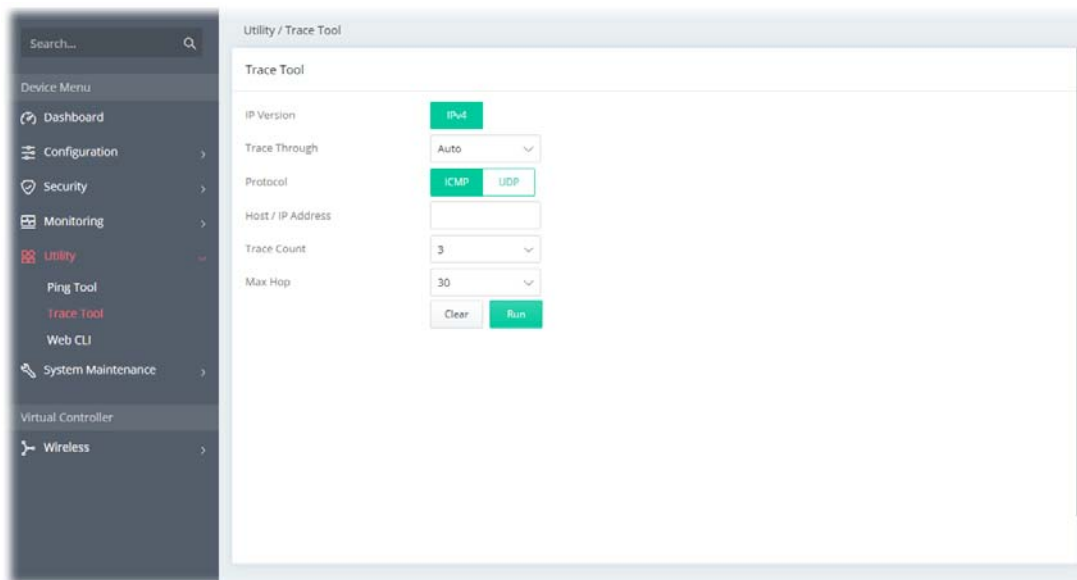 Search...
Device Menu
Dashboard
Configuration
Security
Monitoring
Utility
Ping Tool
Trace Tool
Web CLI
System Maintenance
Virtual Controller
Wireless
Utility / Trace Tool
Trace Tool
IP Version IPv4
Trace Through Auto
Protocol ICMP UDP
Host / IP Address
Trace Count 3
Max Hop 30
Clear Run